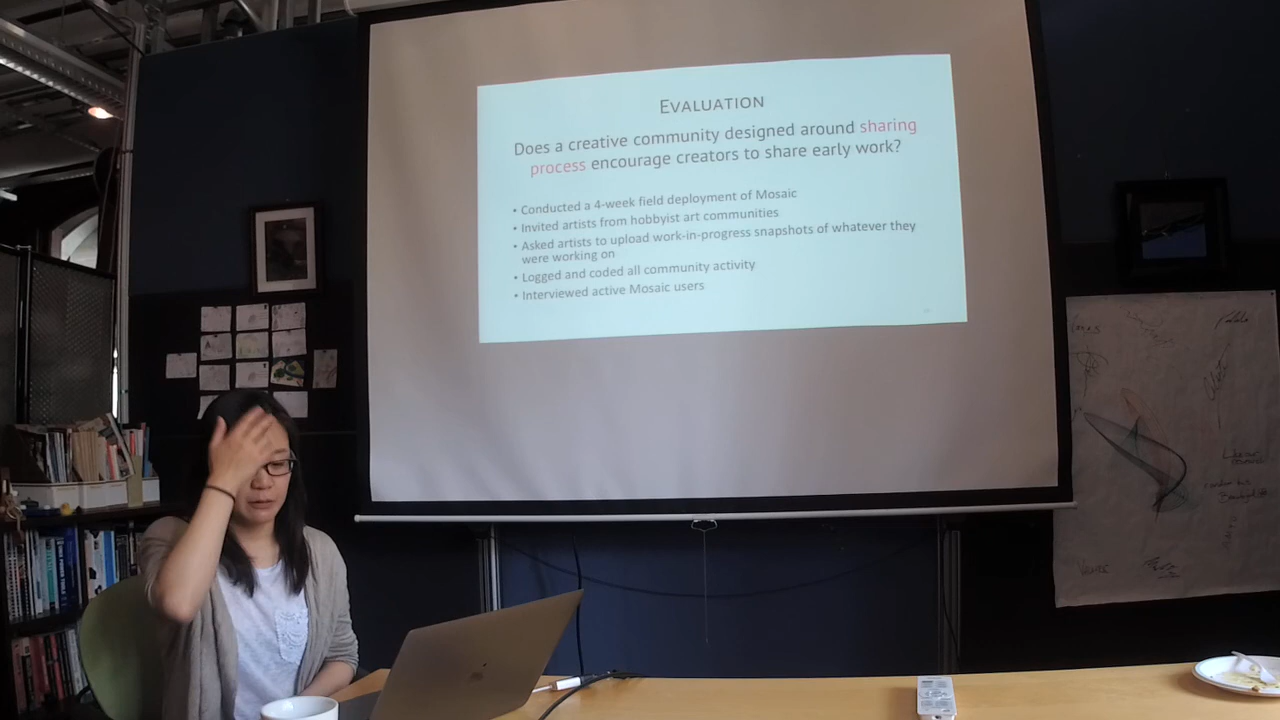 EVALUATION
Does a creative community designed around sharing
process encourage creators to share early work?
• Conducted a 4-week field deployment of Mosaic
• Invited artists from hobbyist art communities
• Asked artists to upload work-in-progress snapshots of whatever they
were working on
• Logged and coded all community activity
• Interviewed active Mosaic users